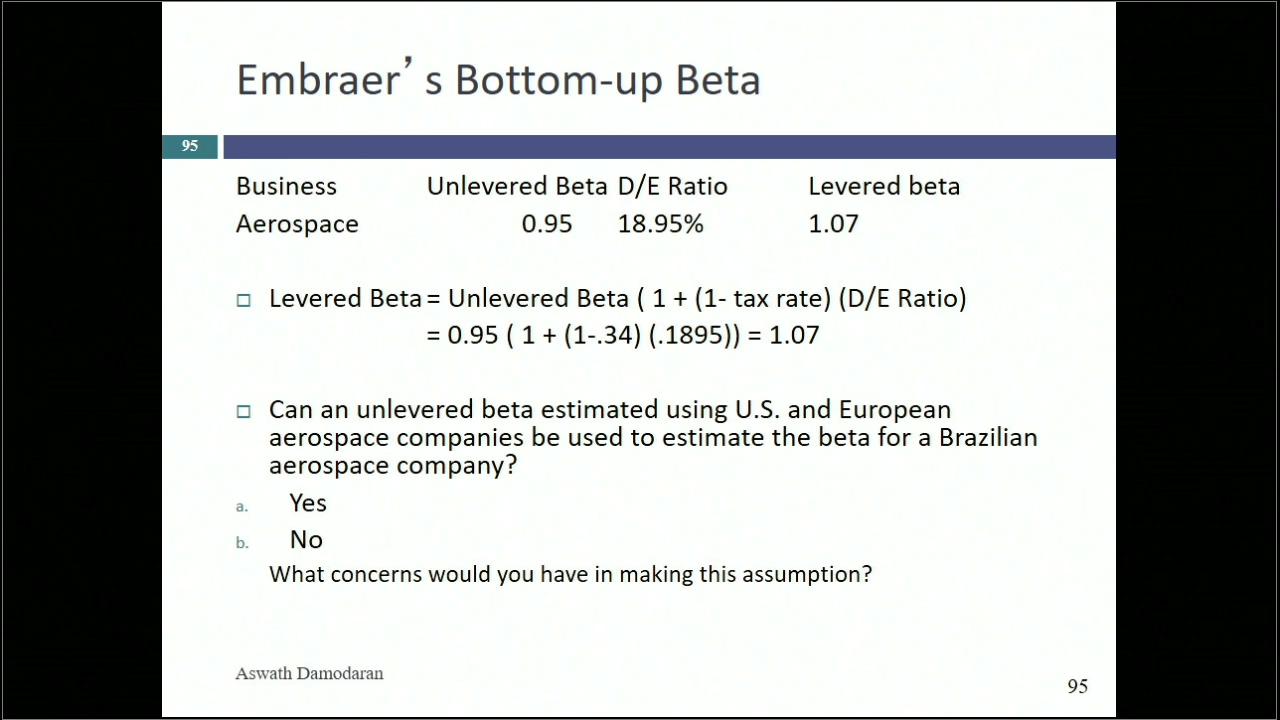 Embraer’s Bottom-up Beta
95
Business Unlevered Beta D/E Ratio Levered beta
Aerospace 0.95 18.95% 1.07
Levered Beta = Unlevered Beta ( 1 + (1- tax rate) (D/E Ratio)
= 0.95 ( 1 + (1-.34) (.1895)) = 1.07
Can an unlevered beta estimated using U.S. and European
aerospace companies be used to estimate the beta for a Brazilian
aerospace company?
a. Yes
b. No
What concerns would you have in making this assumption?
Aswath Damodaran
95